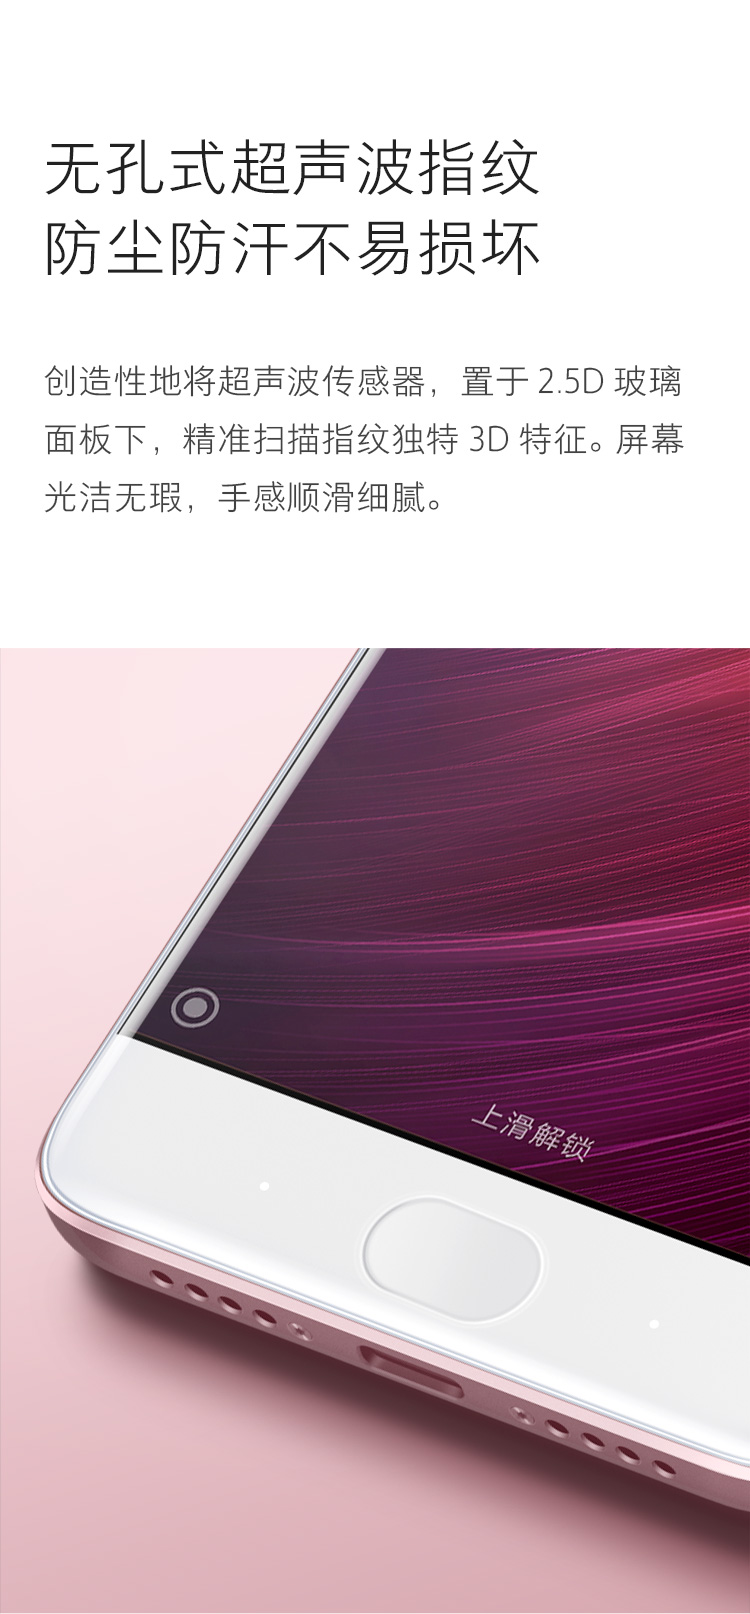 无孔式超声波指纹
防尘防汗不易损坏
创造性地将超声波传感器，置于 2.5D 玻璃
面板下，精准扫描指纹独特 3D 特征。屏幕
光洁无瑕，手感顺滑细腻。
上滑解锁